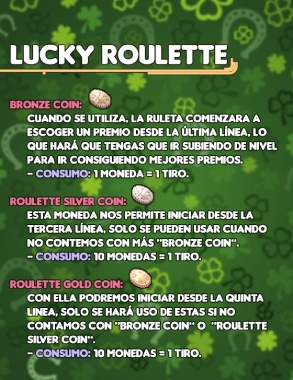 LUCKY ROULETTE
BRONZE COIN:
CUANDO SE UTILIZA, LA RULETA COMENZARA A
ESCOGER UN PREMIO DESDE LA ÚLTIMA LÍNEA, LO
QUE HARÁ QUE TENGAS QUE IR SUBIENDO DE NIVEL
PARA IR CONSIGUIENDO MEJORES PREMIOS.
- CONSUMO: 1 MONEDA = 1 TIRO.
ROULETTE SILVER COIN:
ESTA MONEDA NOS PERMITE INICIAR DESDE LA
TERCERA LÍNEA, SOLO SE PUEDEN USAR CUANDO
NO CONTEMOS CON MÁS "BRONZE COIN".
- CONSUMO: 10 MONEDAS = 1 TIRO.
ROULETTE GOLD COIN:
CON ELLA PODREMOS INICIAR DESDE LA QUINTA
LINEA, SOLO SE HARÁ USO DE ESTAS SI NO
CONTAMOS CON "BRONZE COIN" O "ROULETTE
SILVER COIN".
- CONSUMO: 10 MONEDAS = 1 TIRO.